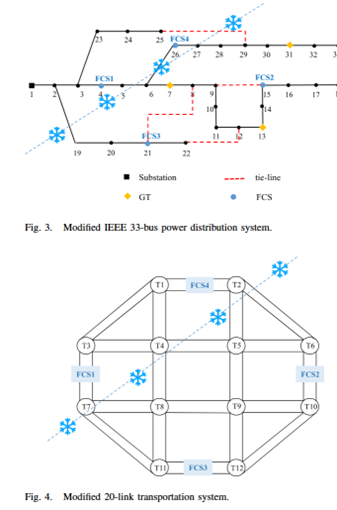 23 24 25 FCS4
26 27 28 29 30 31 32
FCS1 FCS2
1 2 3 4 5 6 7 8 9 15 16 17
10 14
FCS3 11 12 13
19 20 21 22
Substation tie-line
GT FCS
Fig. 3. Modified IEEE 33-bus power distribution system.
T1 FCS4 T2
T3 T4 T5 T6
FCS1 FCS2
T7 T8 T9 T10
T11 FCS3 T12
Fig. 4. Modified 20-link transportation system.